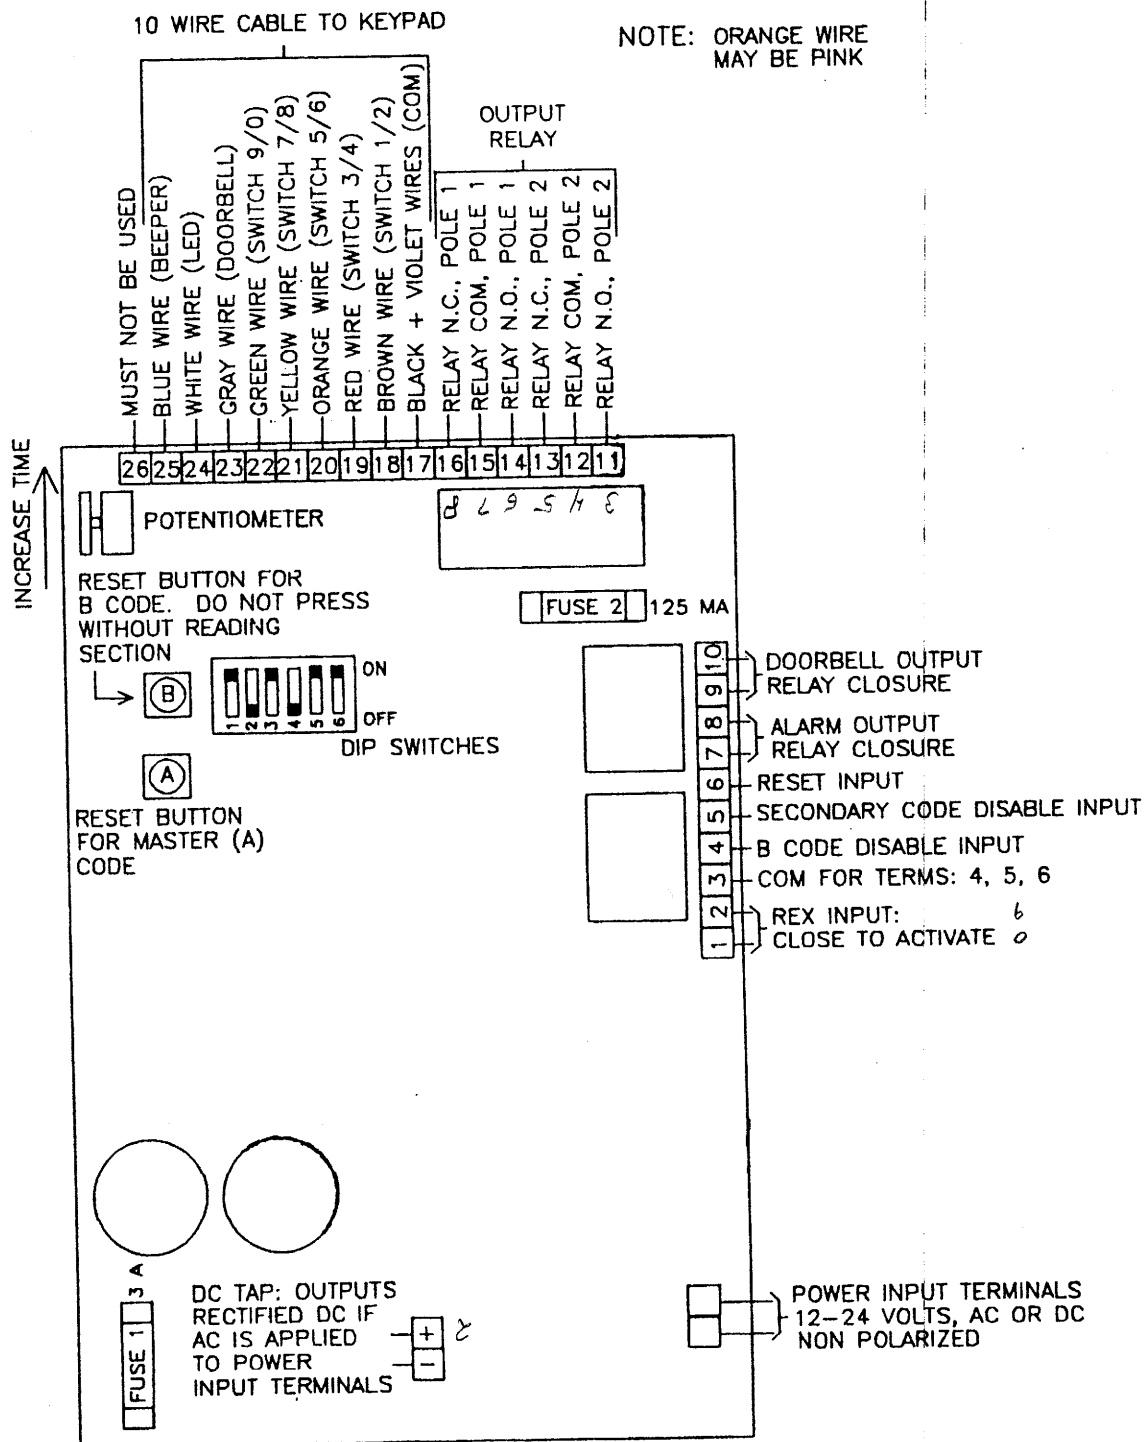 10 WIRE CABLE TO KEYPAD
NOTE: ORANGE WIRE
MAY BE PINK
OUTPUT
RELAY
MUST NOT BE USED
BLUE WIRE (BEEPER)
WHITE WIRE (LED)
GRAY WIRE (DOORBELL)
GREEN WIRE (SWITCH 9/0)
YELLOW WIRE (SWITCH 7/8)
ORANGE WIRE (SWITCH 5/6)
RED WIRE (SWITCH 3/4)
BROWN WIRE (SWITCH 1/2)
BLACK + VIOLET WIRES (COM)
RELAY N.C., POLE 1
RELAY COM, POLE 1
RELAY N.O., POLE 1
RELAY N.C., POLE 2
RELAY COM, POLE 2
RELAY N.O., POLE 2
INCREASE TIME
26 25 24 23 22 21 20 19 18 17 16 15 14 13 12 11
8 7 6 5 4 3
POTENTIOMETER
RESET BUTTON FOR
B CODE. DO NOT PRESS
WITHOUT READING
SECTION
FUSE 2 125 MA
B
ON
1 2 3 4 5 6
OFF
DIP SWITCHES
A
RESET BUTTON
FOR MASTER (A)
CODE
10
DOORBELL OUTPUT
9
RELAY CLOSURE
8
ALARM OUTPUT
7
RELAY CLOSURE
6 RESET INPUT
5 SECONDARY CODE DISABLE INPUT
4 B CODE DISABLE INPUT
3 COM FOR TERMS: 4, 5, 6
2 REX INPUT:
1 CLOSE TO ACTIVATE
FUSE 1 3 A
DC TAP: OUTPUTS
RECTIFIED DC IF
AC IS APPLIED
TO POWER
INPUT TERMINALS
+
-
2
POWER INPUT TERMINALS
12-24 VOLTS, AC OR DC
NON POLARIZED